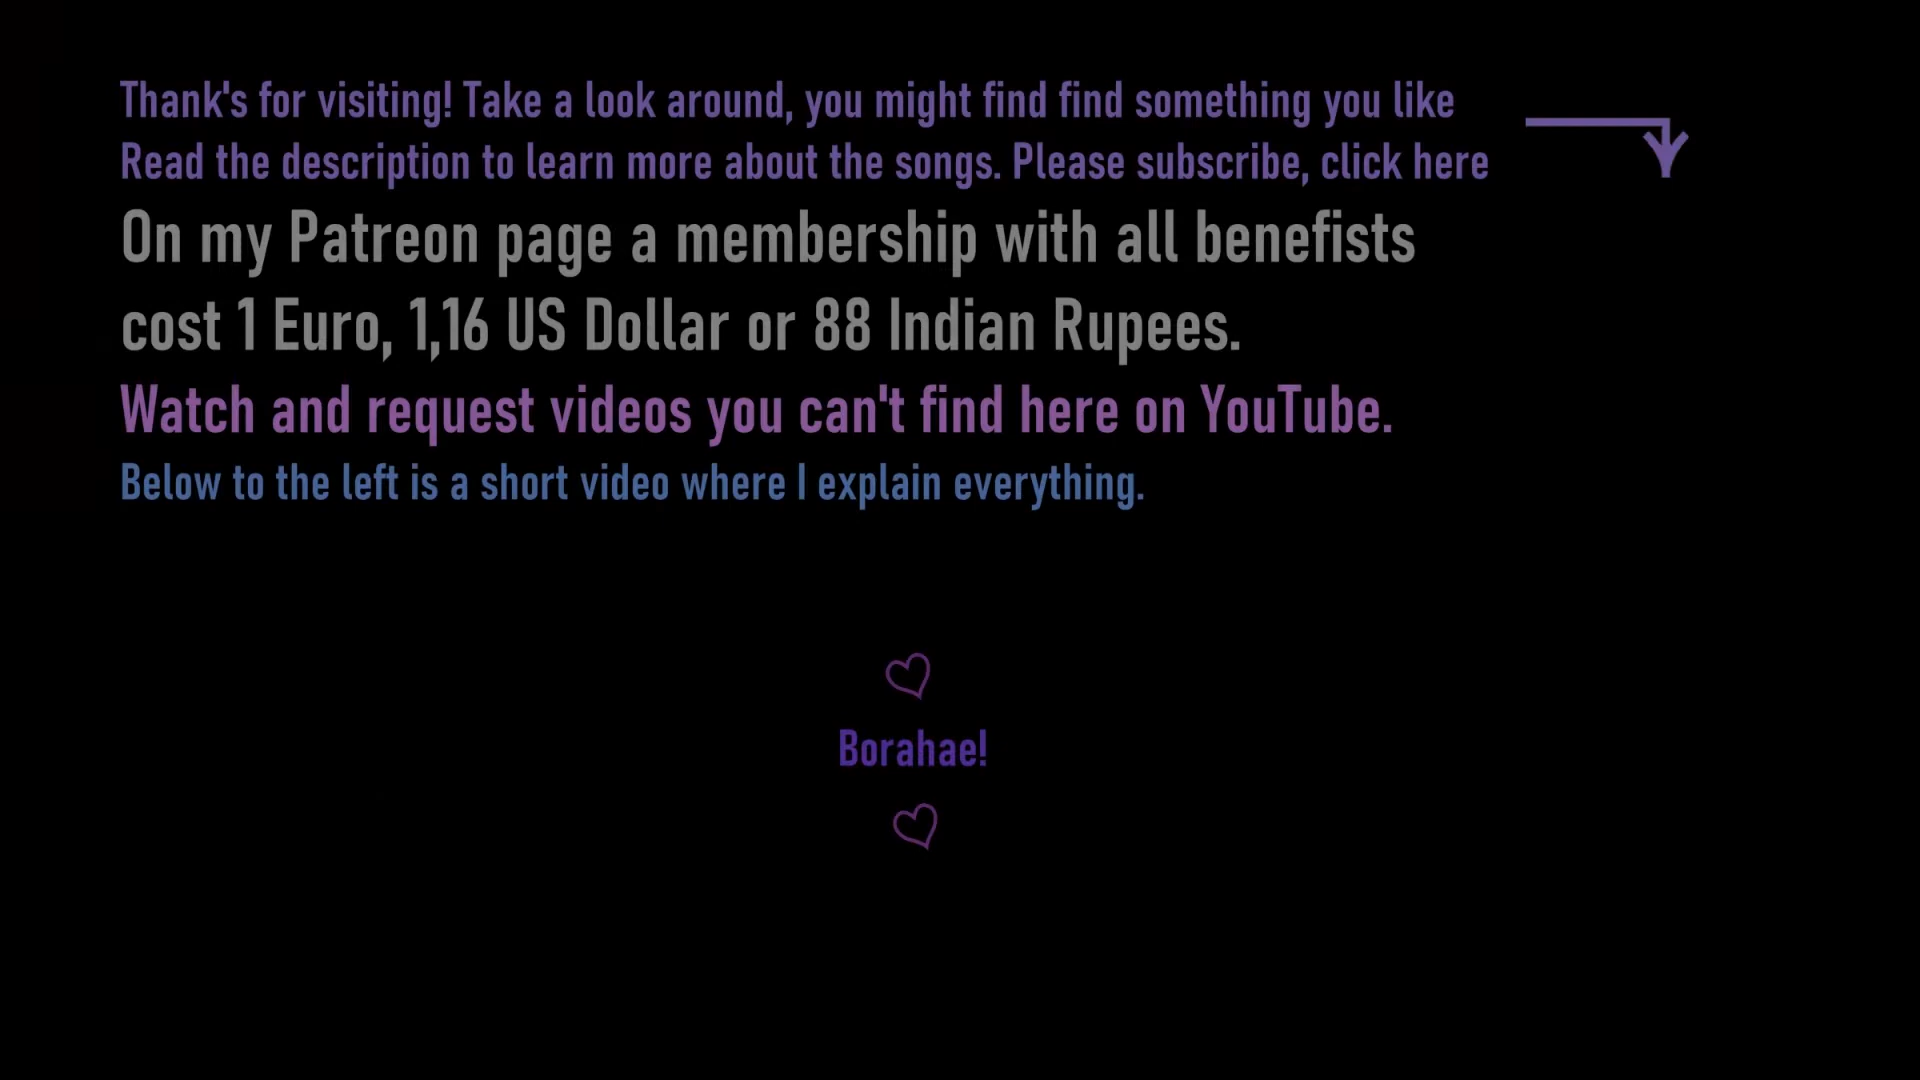 Thank's for visiting! Take a look around, you might find find something you like
Read the description to learn more about the songs. Please subscribe, click here
On my Patreon page a membership with all benefists
cost 1 Euro, 1,16 US Dollar or 88 Indian Rupees.
Watch and request videos you can't find here on YouTube.
Below to the left is a short video where I explain everything.
Borahae!